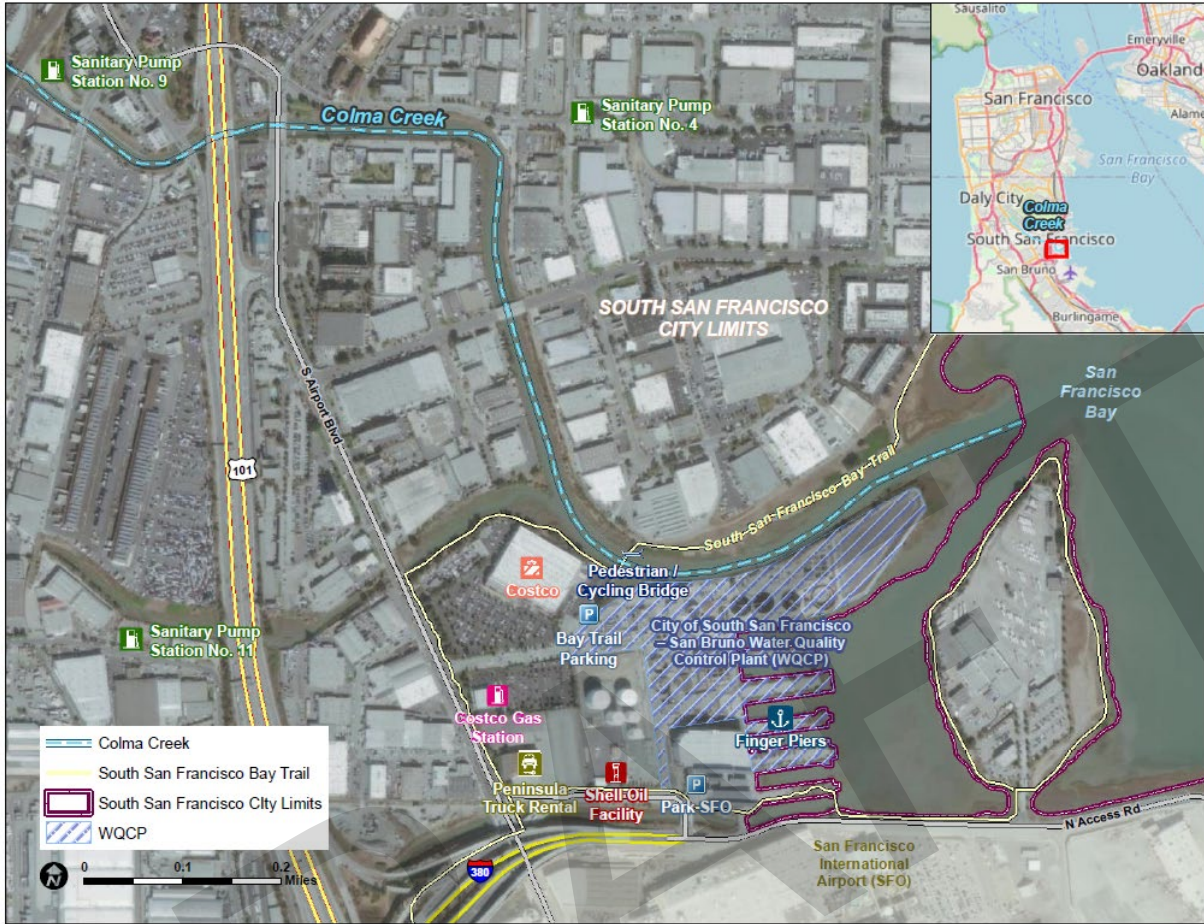 Sanitary Pump
Station No. 9
Colma Creek
Sanitary Pump
Station No. 4
SOUTH SAN FRANCISCO
CITY LIMITS
S Airport Blvd
101
San
Francisco
Bay
South San Francisco Bay Trail
Costco
Pedestrian /
Cycling Bridge
P
Bay Trail
Parking
City of South San Francisco
– San Bruno Water Quality
Control Plant (WQCP)
Sanitary Pump
Station No. 11
Costco Gas
Station
Finger Piers
Peninsula
Truck Rental
Shell Oil
Facility
P
Park-SFO
N Access Rd
San Francisco
International
Airport (SFO)
380
Colma Creek
South San Francisco Bay Trail
South San Francisco CIty Limits
WQCP
N
0 0.1 0.2
Miles
Sausalito
Emeryville
Oakland
San Francisco
Alame
San Francisco
Bay
Daly City
Colma
Creek
South San Francisco
San Bruno
Burlingame